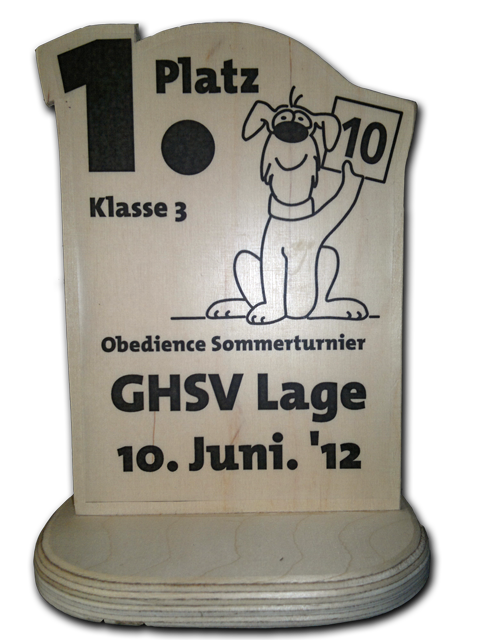 1. Platz
10
Klasse 3
Obedience Sommerturnier
GHSV Lage
10. Juni. '12